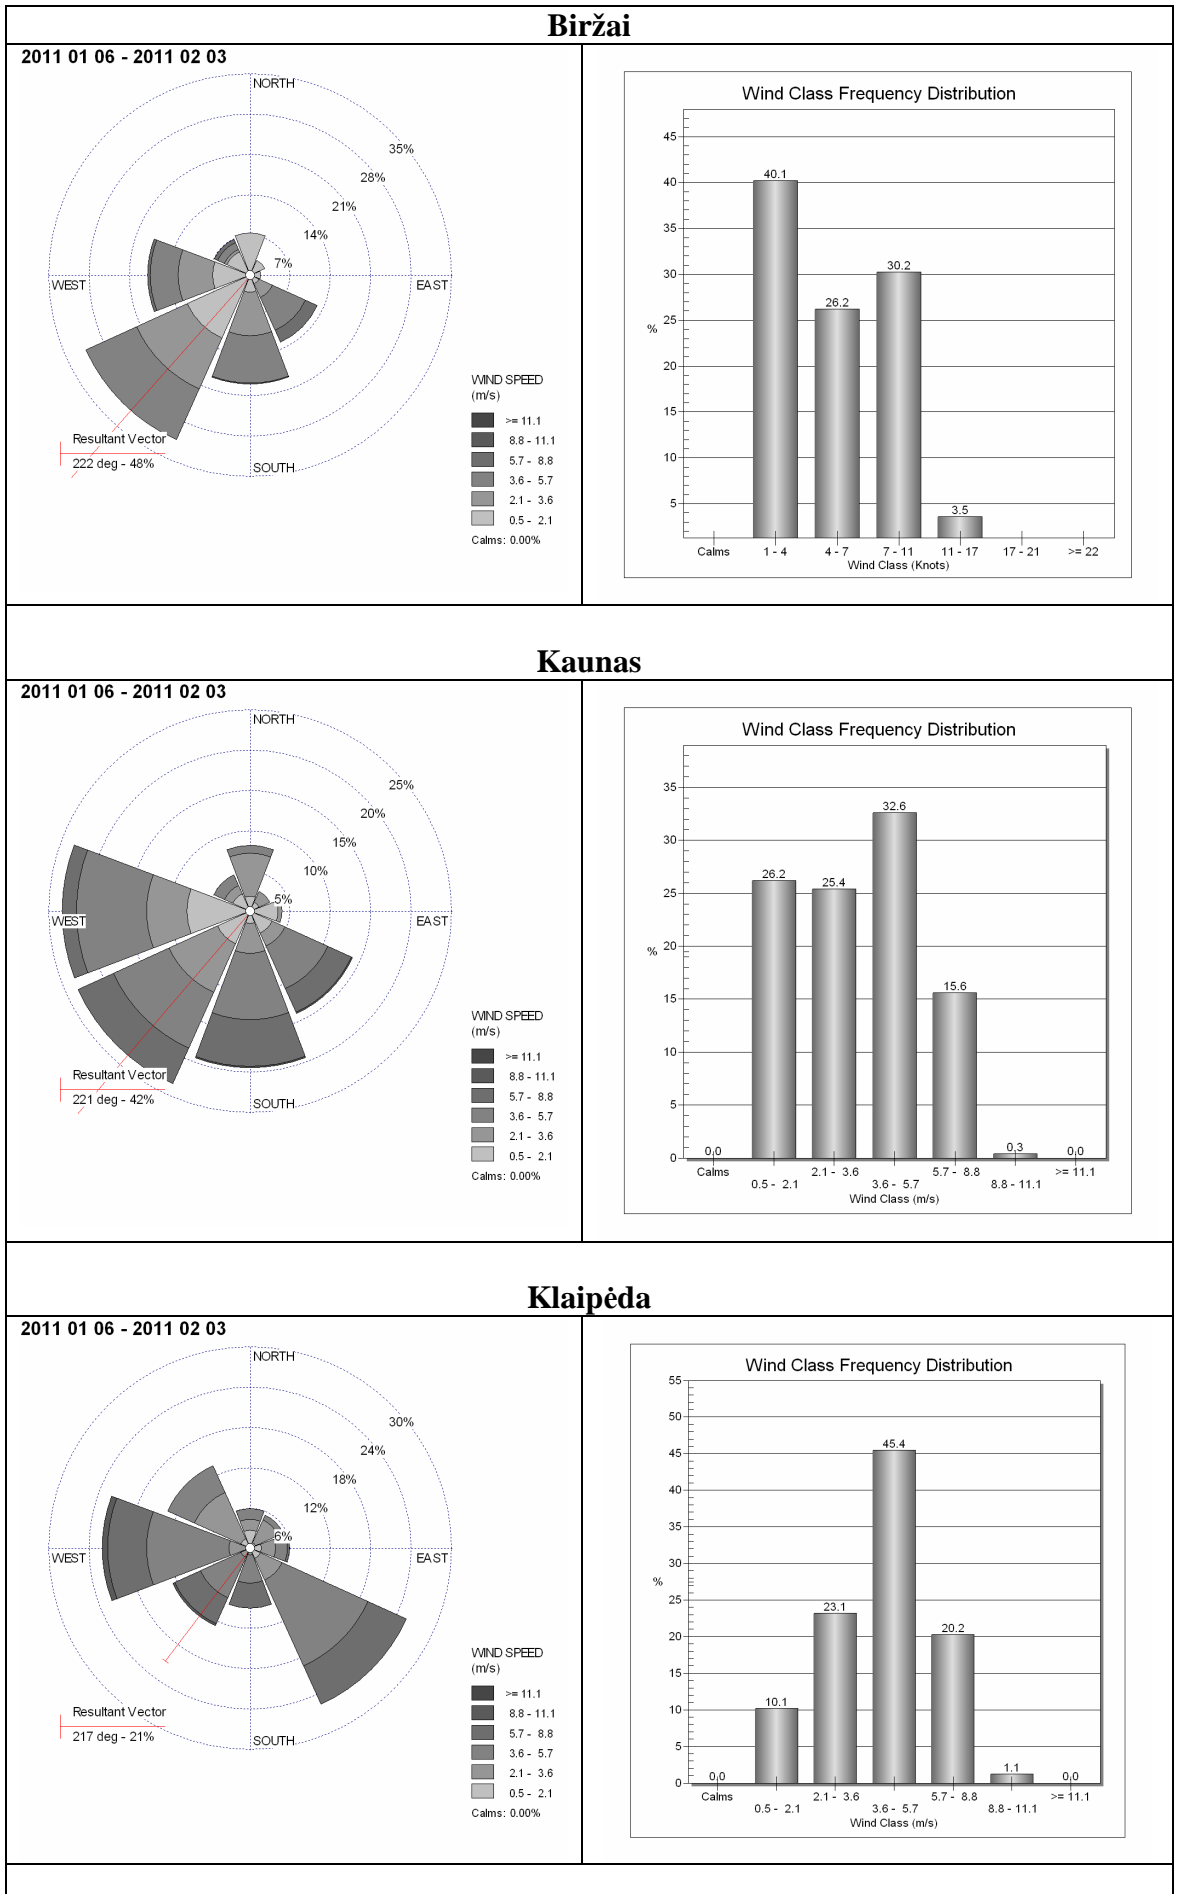 Biržai
2011 01 06 - 2011 02 03
NORTH
35%
28%
21%
14%
7%
WEST
EAST
WIND SPEED
(m/s)
>= 11.1
8.8 - 11.1
5.7 - 8.8
3.6 - 5.7
2.1 - 3.6
0.5 - 2.1
Calms: 0.00%
Resultant Vector
222 deg - 48%
SOUTH
Wind Class Frequency Distribution
45
40
35
30
25
%
20
15
10
5
40.1
26.2
30.2
3.5
Calms
1 - 4
4 - 7
7 - 11
11 - 17
17 - 21
>= 22
Wind Class (Knots)
Kaunas
2011 01 06 - 2011 02 03
NORTH
25%
20%
15%
10%
5%
WEST
EAST
WIND SPEED
(m/s)
>= 11.1
8.8 - 11.1
5.7 - 8.8
3.6 - 5.7
2.1 - 3.6
0.5 - 2.1
Calms: 0.00%
Resultant Vector
221 deg - 42%
SOUTH
Wind Class Frequency Distribution
35
30
25
%
20
15
10
5
0
0.0
26.2
25.4
32.6
15.6
0.3
0.0
Calms
0.5 - 2.1
2.1 - 3.6
3.6 - 5.7
5.7 - 8.8
8.8 - 11.1
>= 11.1
Wind Class (m/s)
Klaipėda
2011 01 06 - 2011 02 03
NORTH
30%
24%
18%
12%
6%
WEST
EAST
WIND SPEED
(m/s)
>= 11.1
8.8 - 11.1
5.7 - 8.8
3.6 - 5.7
2.1 - 3.6
0.5 - 2.1
Calms: 0.00%
Resultant Vector
217 deg - 21%
SOUTH
Wind Class Frequency Distribution
55
50
45
40
35
30
%
25
20
15
10
5
0
0.0
10.1
23.1
45.4
20.2
1.1
0.0
Calms
0.5 - 2.1
2.1 - 3.6
3.6 - 5.7
5.7 - 8.8
8.8 - 11.1
>= 11.1
Wind Class (m/s)